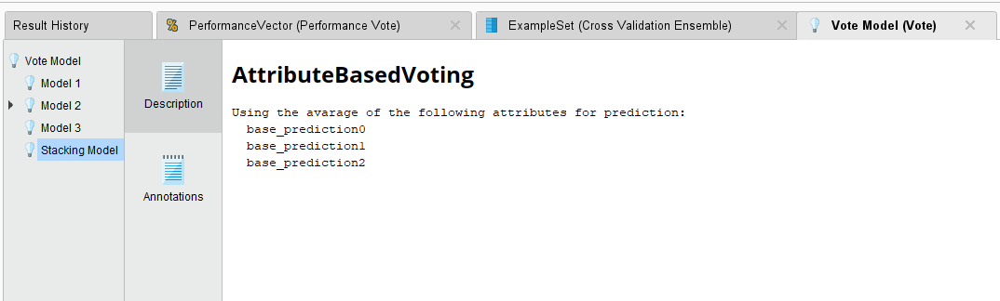 Result History
PerformanceVector (Performance Vote)
ExampleSet (Cross Validation Ensemble)
Vote Model (Vote)
Vote Model
Model 1
Model 2
Model 3
Stacking Model
Description
Annotations
AttributeBasedVoting
Using the avarage of the following attributes for prediction:
base_prediction0
base_prediction1
base_prediction2